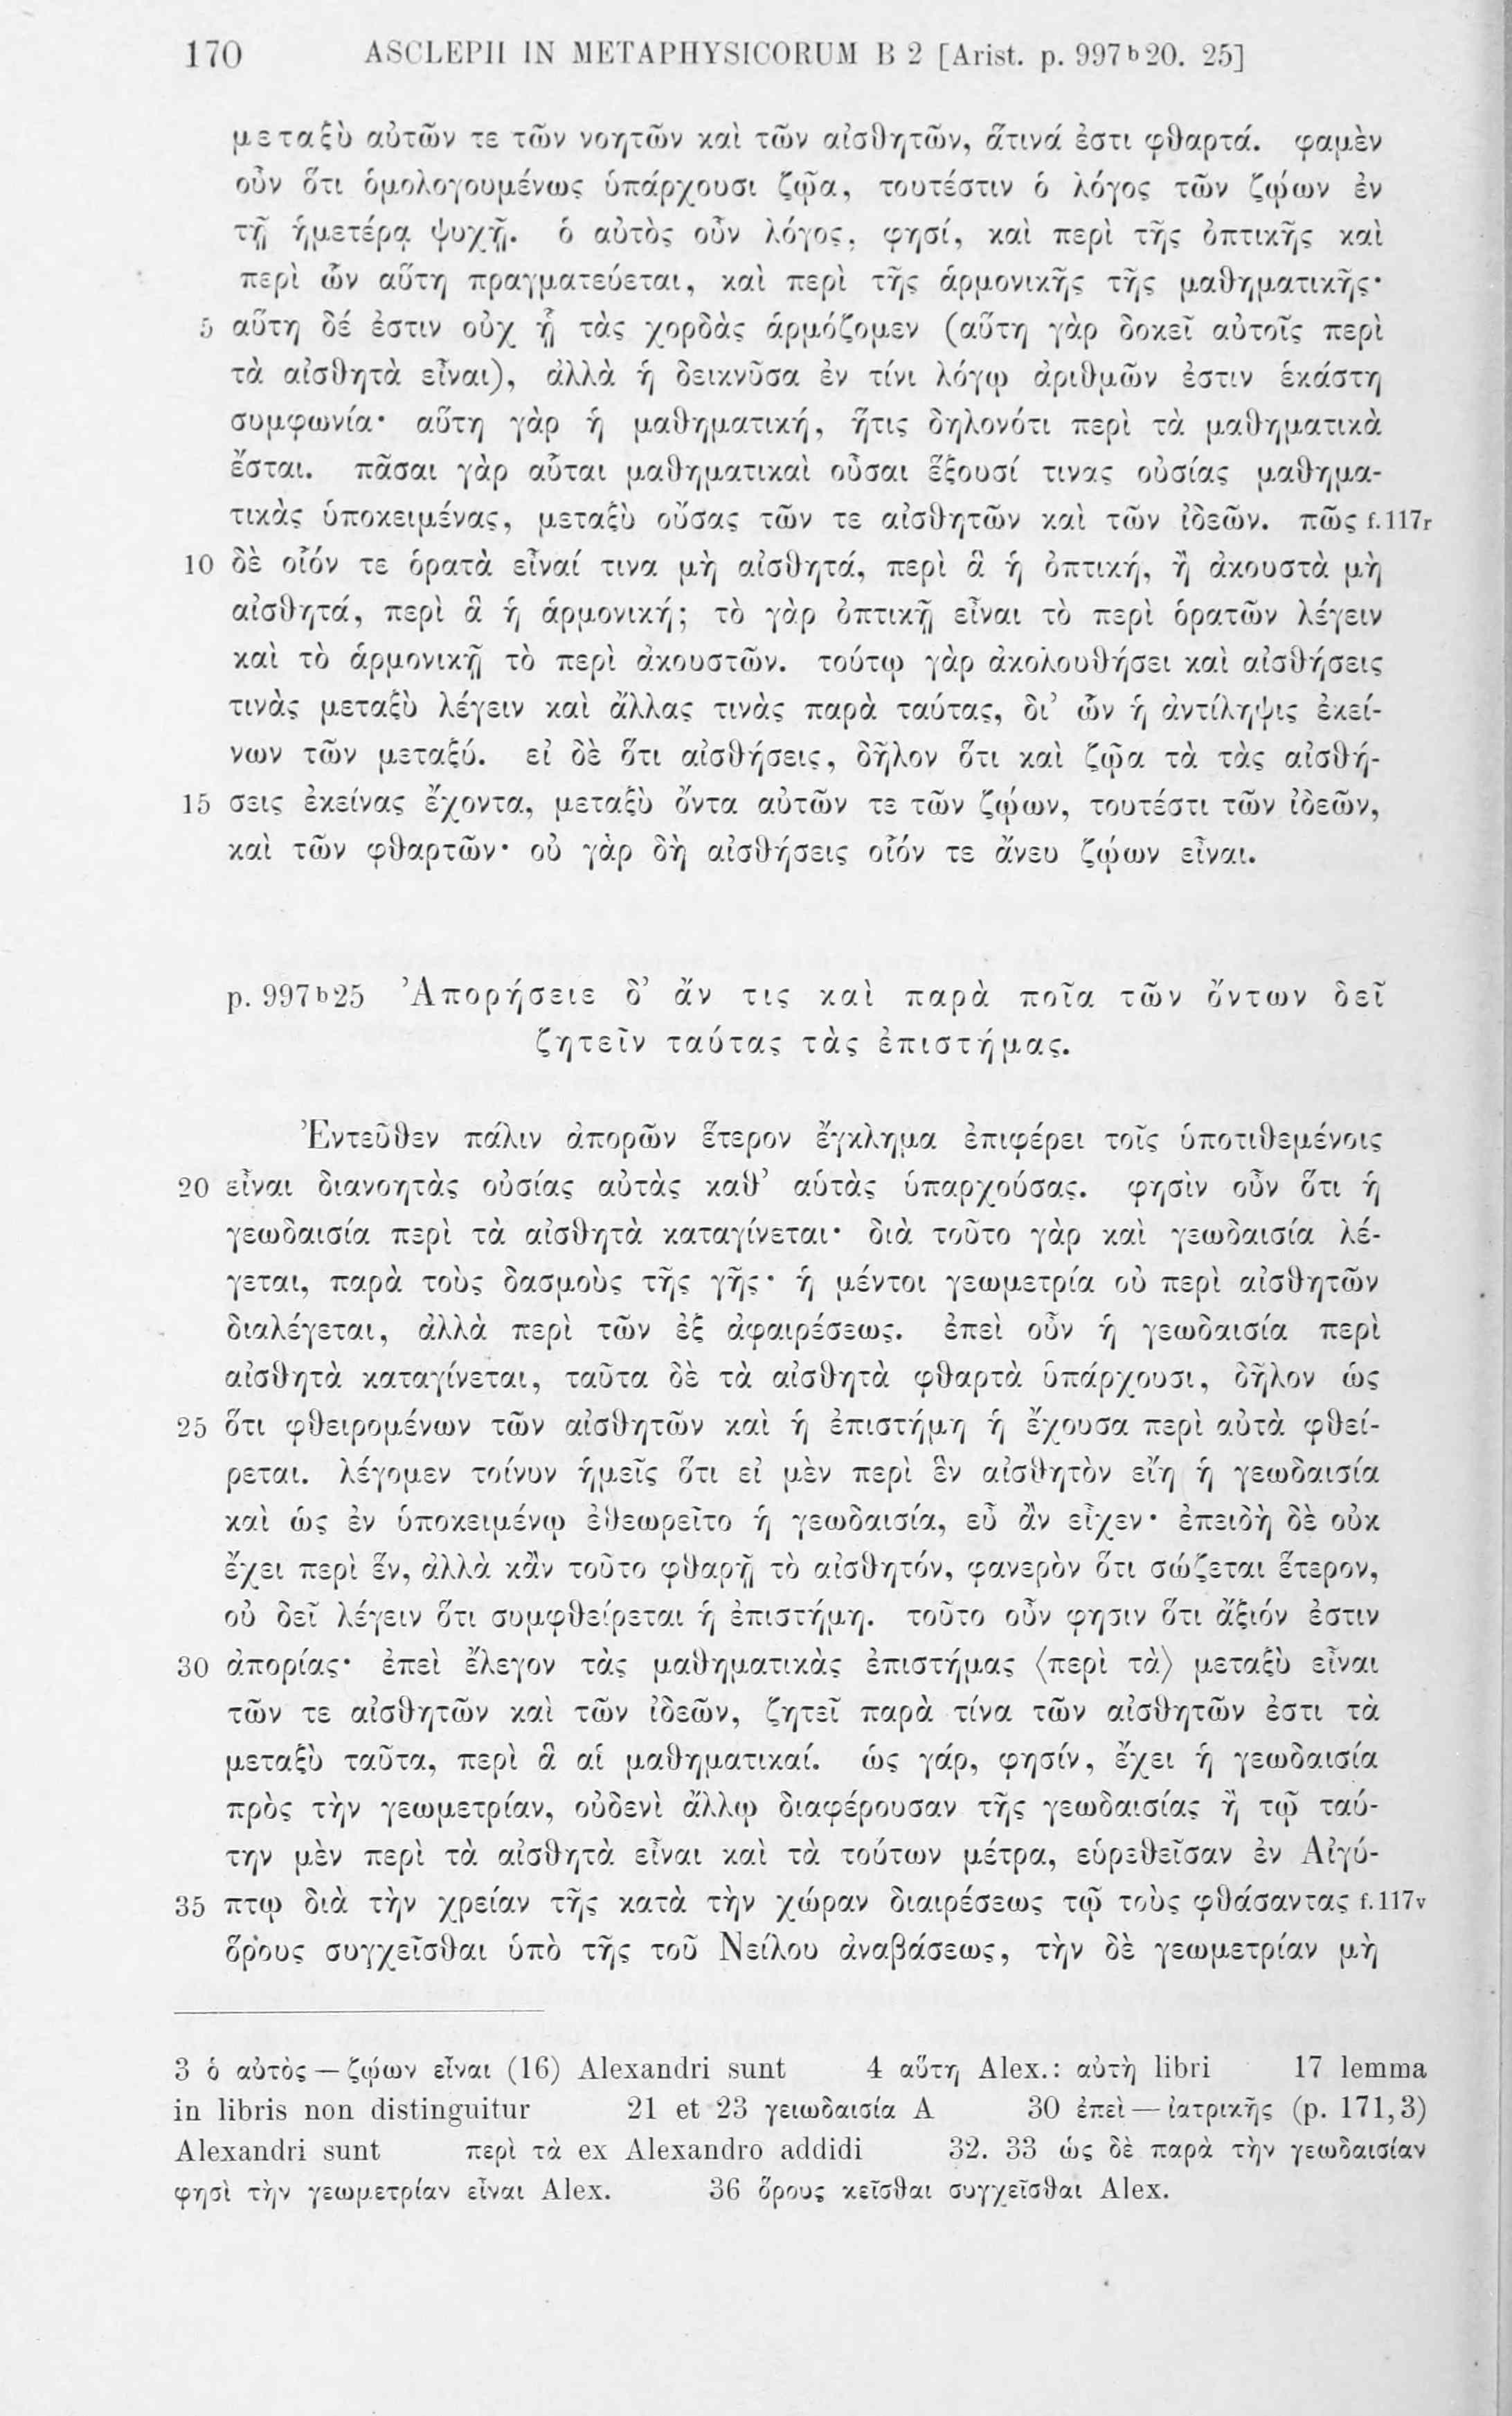 170 ASCLEPII IN METAPHYSICORUM B 2 [Arist. p. 997ᵇ20. 25]
μεταξὺ αὐτῶν τε τῶν νοητῶν καὶ τῶν αἰσθητῶν, ἅτινά ἐστι φθαρτά. φαμὲν
οὖν ὅτι ὁμολογουμένως ὑπάρχουσι ζῷα, τουτέστιν ὁ λόγος τῶν ζῴων ἐν
τῇ ἡμετέρᾳ ψυχῇ. ὁ αὐτὸς οὖν λόγος, φησί, καὶ περὶ τῆς ὀπτικῆς καὶ
περὶ ὧν αὕτη πραγματεύεται, καὶ περὶ τῆς ἁρμονικῆς τῆς μαθηματικῆς·
5 αὕτη δέ ἐστιν οὐχ ᾗ τὰς χορδὰς ἁρμόζομεν (αὕτη γὰρ δοκεῖ αὐτοῖς περὶ
τὰ αἰσθητὰ εἶναι), ἀλλὰ ἡ δεικνῦσα ἐν τίνι λόγῳ ἀριθμῶν ἐστιν ἑκάστη
συμφωνία· αὕτη γὰρ ἡ μαθηματική, ἥτις δηλονότι περὶ τὰ μαθηματικὰ
ἔσται. πᾶσαι γὰρ αὗται μαθηματικαὶ οὖσαι ἕξουσί τινας οὐσίας μαθημα-
τικὰς ὑποκειμένας, μεταξὺ οὔσας τῶν τε αἰσθητῶν καὶ τῶν ἰδεῶν. πῶς f.117r
10 δὲ οἷόν τε ὁρατὰ εἶναί τινα μὴ αἰσθητά, περὶ ἃ ἡ ὀπτική, ἢ ἀκουστὰ μὴ
αἰσθητά, περὶ ἃ ἡ ἁρμονική; τὸ γὰρ ὀπτικῇ εἶναι τὸ περὶ ὁρατῶν λέγειν
καὶ τὸ ἁρμονικῇ τὸ περὶ ἀκουστῶν. τούτῳ γὰρ ἀκολουθήσει καὶ αἰσθήσεις
τινὰς μεταξὺ λέγειν καὶ ἄλλας τινὰς παρὰ ταύτας, δι’ ὧν ἡ ἀντίληψις ἐκεί-
νων τῶν μεταξύ. εἰ δὲ ὅτι αἰσθήσεις, δῆλον ὅτι καὶ ζῷα τὰ τὰς αἰσθή-
15 σεις ἐκείνας ἔχοντα, μεταξὺ ὄντα αὐτῶν τε τῶν ζῴων, τουτέστι τῶν ἰδεῶν,
καὶ τῶν φθαρτῶν· οὐ γὰρ δὴ αἰσθήσεις οἷόν τε ἄνευ ζῴων εἶναι.
p. 997ᵇ25 Ἀπορήσειε δ’ ἄν τις καὶ παρὰ ποῖα τῶν ὄντων δεῖ
ζητεῖν ταύτας τὰς ἐπιστήμας.
Ἐντεῦθεν πάλιν ἀπορῶν ἕτερον ἔγκλημα ἐπιφέρει τοῖς ὑποτιθεμένοις
20 εἶναι διανοητὰς οὐσίας αὐτὰς καθ’ αὑτὰς ὑπαρχούσας. φησὶν οὖν ὅτι ἡ
γεωδαισία περὶ τὰ αἰσθητὰ καταγίνεται· διὰ τοῦτο γὰρ καὶ γεωδαισία λέ-
γεται, παρὰ τοὺς δασμοὺς τῆς γῆς· ἡ μέντοι γεωμετρία οὐ περὶ αἰσθητῶν
διαλέγεται, ἀλλὰ περὶ τῶν ἐξ ἀφαιρέσεως. ἐπεὶ οὖν ἡ γεωδαισία περὶ
αἰσθητὰ καταγίνεται, ταῦτα δὲ τὰ αἰσθητὰ φθαρτὰ ὑπάρχουσι, δῆλον ὡς
25 ὅτι φθειρομένων τῶν αἰσθητῶν καὶ ἡ ἐπιστήμη ἡ ἔχουσα περὶ αὐτὰ φθεί-
ρεται. λέγομεν τοίνυν ἡμεῖς ὅτι εἰ μὲν περὶ ἓν αἰσθητὸν εἴη ἡ γεωδαισία
καὶ ὡς ἐν ὑποκειμένῳ ἐθεωρεῖτο ἡ γεωδαισία, εὖ ἂν εἶχεν· ἐπειδὴ δὲ οὐκ
ἔχει περὶ ἕν, ἀλλὰ κἂν τοῦτο φθαρῇ τὸ αἰσθητόν, φανερὸν ὅτι σώζεται ἕτερον,
οὐ δεῖ λέγειν ὅτι συμφθείρεται ἡ ἐπιστήμη. τοῦτο οὖν φησιν ὅτι ἄξιόν ἐστιν
30 ἀπορίας· ἐπεὶ ἔλεγον τὰς μαθηματικὰς ἐπιστήμας ⟨περὶ τὰ⟩ μεταξὺ εἶναι
τῶν τε αἰσθητῶν καὶ τῶν ἰδεῶν, ζητεῖ παρὰ τίνα τῶν αἰσθητῶν ἐστι τὰ
μεταξὺ ταῦτα, περὶ ἃ αἱ μαθηματικαί. ὡς γάρ, φησίν, ἔχει ἡ γεωδαισία
πρὸς τὴν γεωμετρίαν, οὐδενὶ ἄλλῳ διαφέρουσαν τῆς γεωδαισίας ἢ τῷ ταύ-
την μὲν περὶ τὰ αἰσθητὰ εἶναι καὶ τὰ τούτων μέτρα, εὑρεθεῖσαν ἐν Αἰγύ-
35 πτῳ διὰ τὴν χρείαν τῆς κατὰ τὴν χώραν διαιρέσεως τῷ τοὺς φθάσαντας f.117v
ὅρους συγχεῖσθαι ὑπὸ τῆς τοῦ Νείλου ἀναβάσεως, τὴν δὲ γεωμετρίαν μὴ
3 ὁ αὐτὸς — ζῴων εἶναι (16) Alexandri sunt 4 αὕτη Alex.: αὐτὴ libri 17 lemma
in libris non distinguitur 21 et 23 γειωδαισία A 30 ἐπεὶ — ἰατρικῆς (p. 171,3)
Alexandri sunt περὶ τὰ ex Alexandro addidi 32. 33 ὡς δὲ παρὰ τὴν γεωδαισίαν
φησὶ τὴν γεωμετρίαν εἶναι Alex. 36 ὅρους κεῖσθαι συγχεῖσθαι Alex.